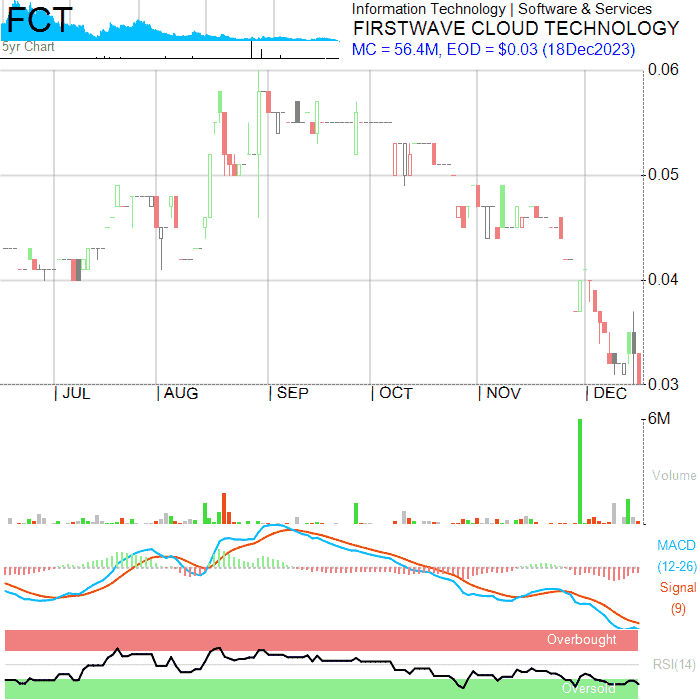 FCT
5yr Chart
Information Technology | Software & Services
FIRSTWAVE CLOUD TECHNOLOGY
MC = 56.4M, EOD = $0.03 (18Dec2023)
0.06
0.05
0.04
0.03
| JUL | AUG | SEP | OCT | NOV | DEC
6M
Volume
MACD
(12-26)
Signal
(9)
Overbought
RSI(14)
Oversold